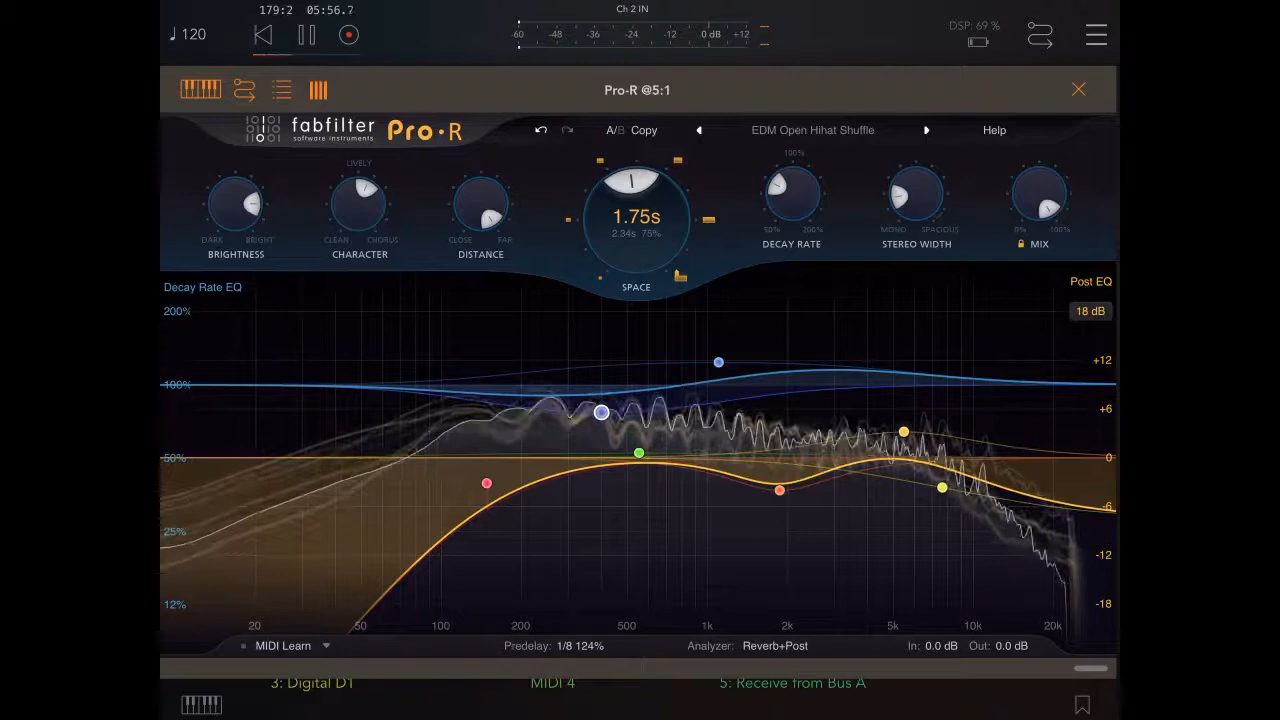 179:2 05:56.7
Ch 2 IN
♩ 120
-60 -48 -36 -24 -12 0 dB +12
DSP: 69 %
Pro-R @5:1
fabfilter
software instruments
Pro·R
A/B Copy
EDM Open Hihat Shuffle
Help
LIVELY
100%
1.75s
2.34s 75%
DARK BRIGHT
CLEAR CHORUS
CLOSE FAR
50% 200%
MONO SPACIOUS
0% 100%
BRIGHTNESS
CHARACTER
DISTANCE
SPACE
DECAY RATE
STEREO WIDTH
MIX
Decay Rate EQ
Post EQ
200%
18 dB
+12
100%
+6
50%
0
-6
25%
-12
12%
-18
20 50 100 200 500 1k 2k 5k 10k 20k
MIDI Learn
Predelay: 1/8 124%
Analyzer: Reverb+Post
In: 0.0 dB Out: 0.0 dB
3: Digital D1
MIDI 4
5: Receive from Bus A